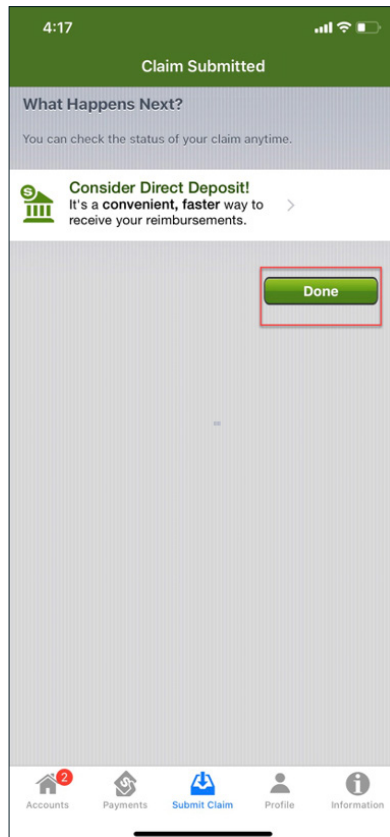 4:17
Claim Submitted
What Happens Next?
You can check the status of your claim anytime.
S
Consider Direct Deposit!
It's a convenient, faster way to
receive your reimbursements.
Done
2
Accounts
Payments
Submit Claim
Profile
Information